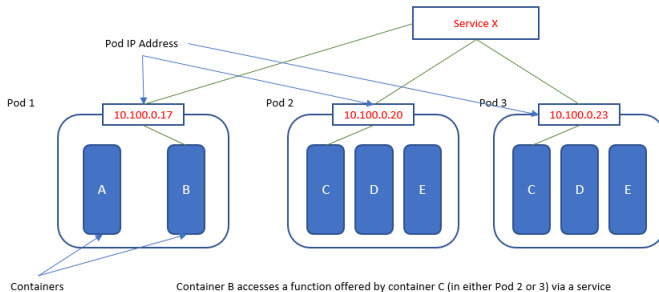 Service X
Pod IP Address
Pod 1
Pod 2
Pod 3
10.100.0.17
10.100.0.20
10.100.0.23
A
B
C
D
E
C
D
E
Containers
Container B accesses a function offered by container C (in either Pod 2 or 3) via a service